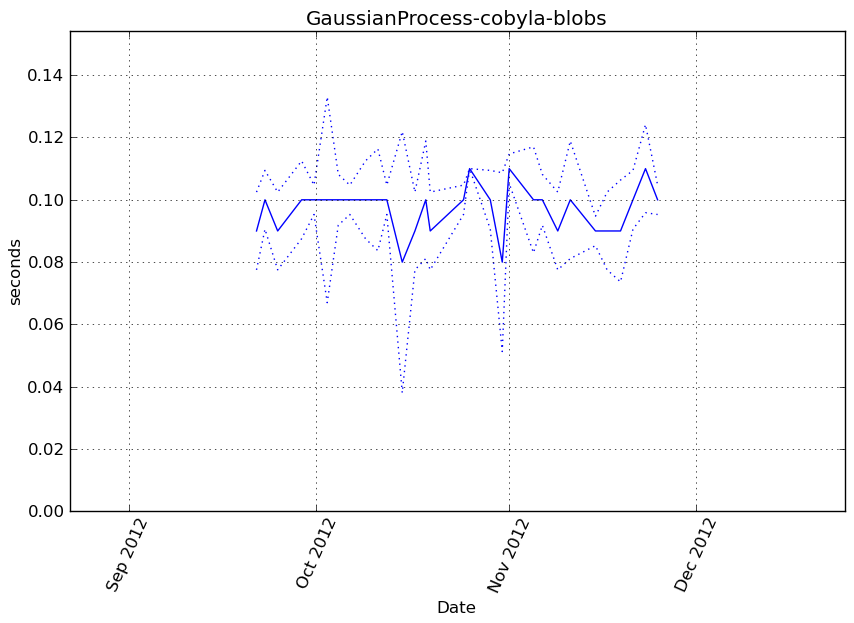 GaussianProcess-cobyla-blobs
0.14
0.12
0.10
0.08
0.06
0.04
0.02
0.00
seconds
Sep 2012
Oct 2012
Nov 2012
Dec 2012
Date